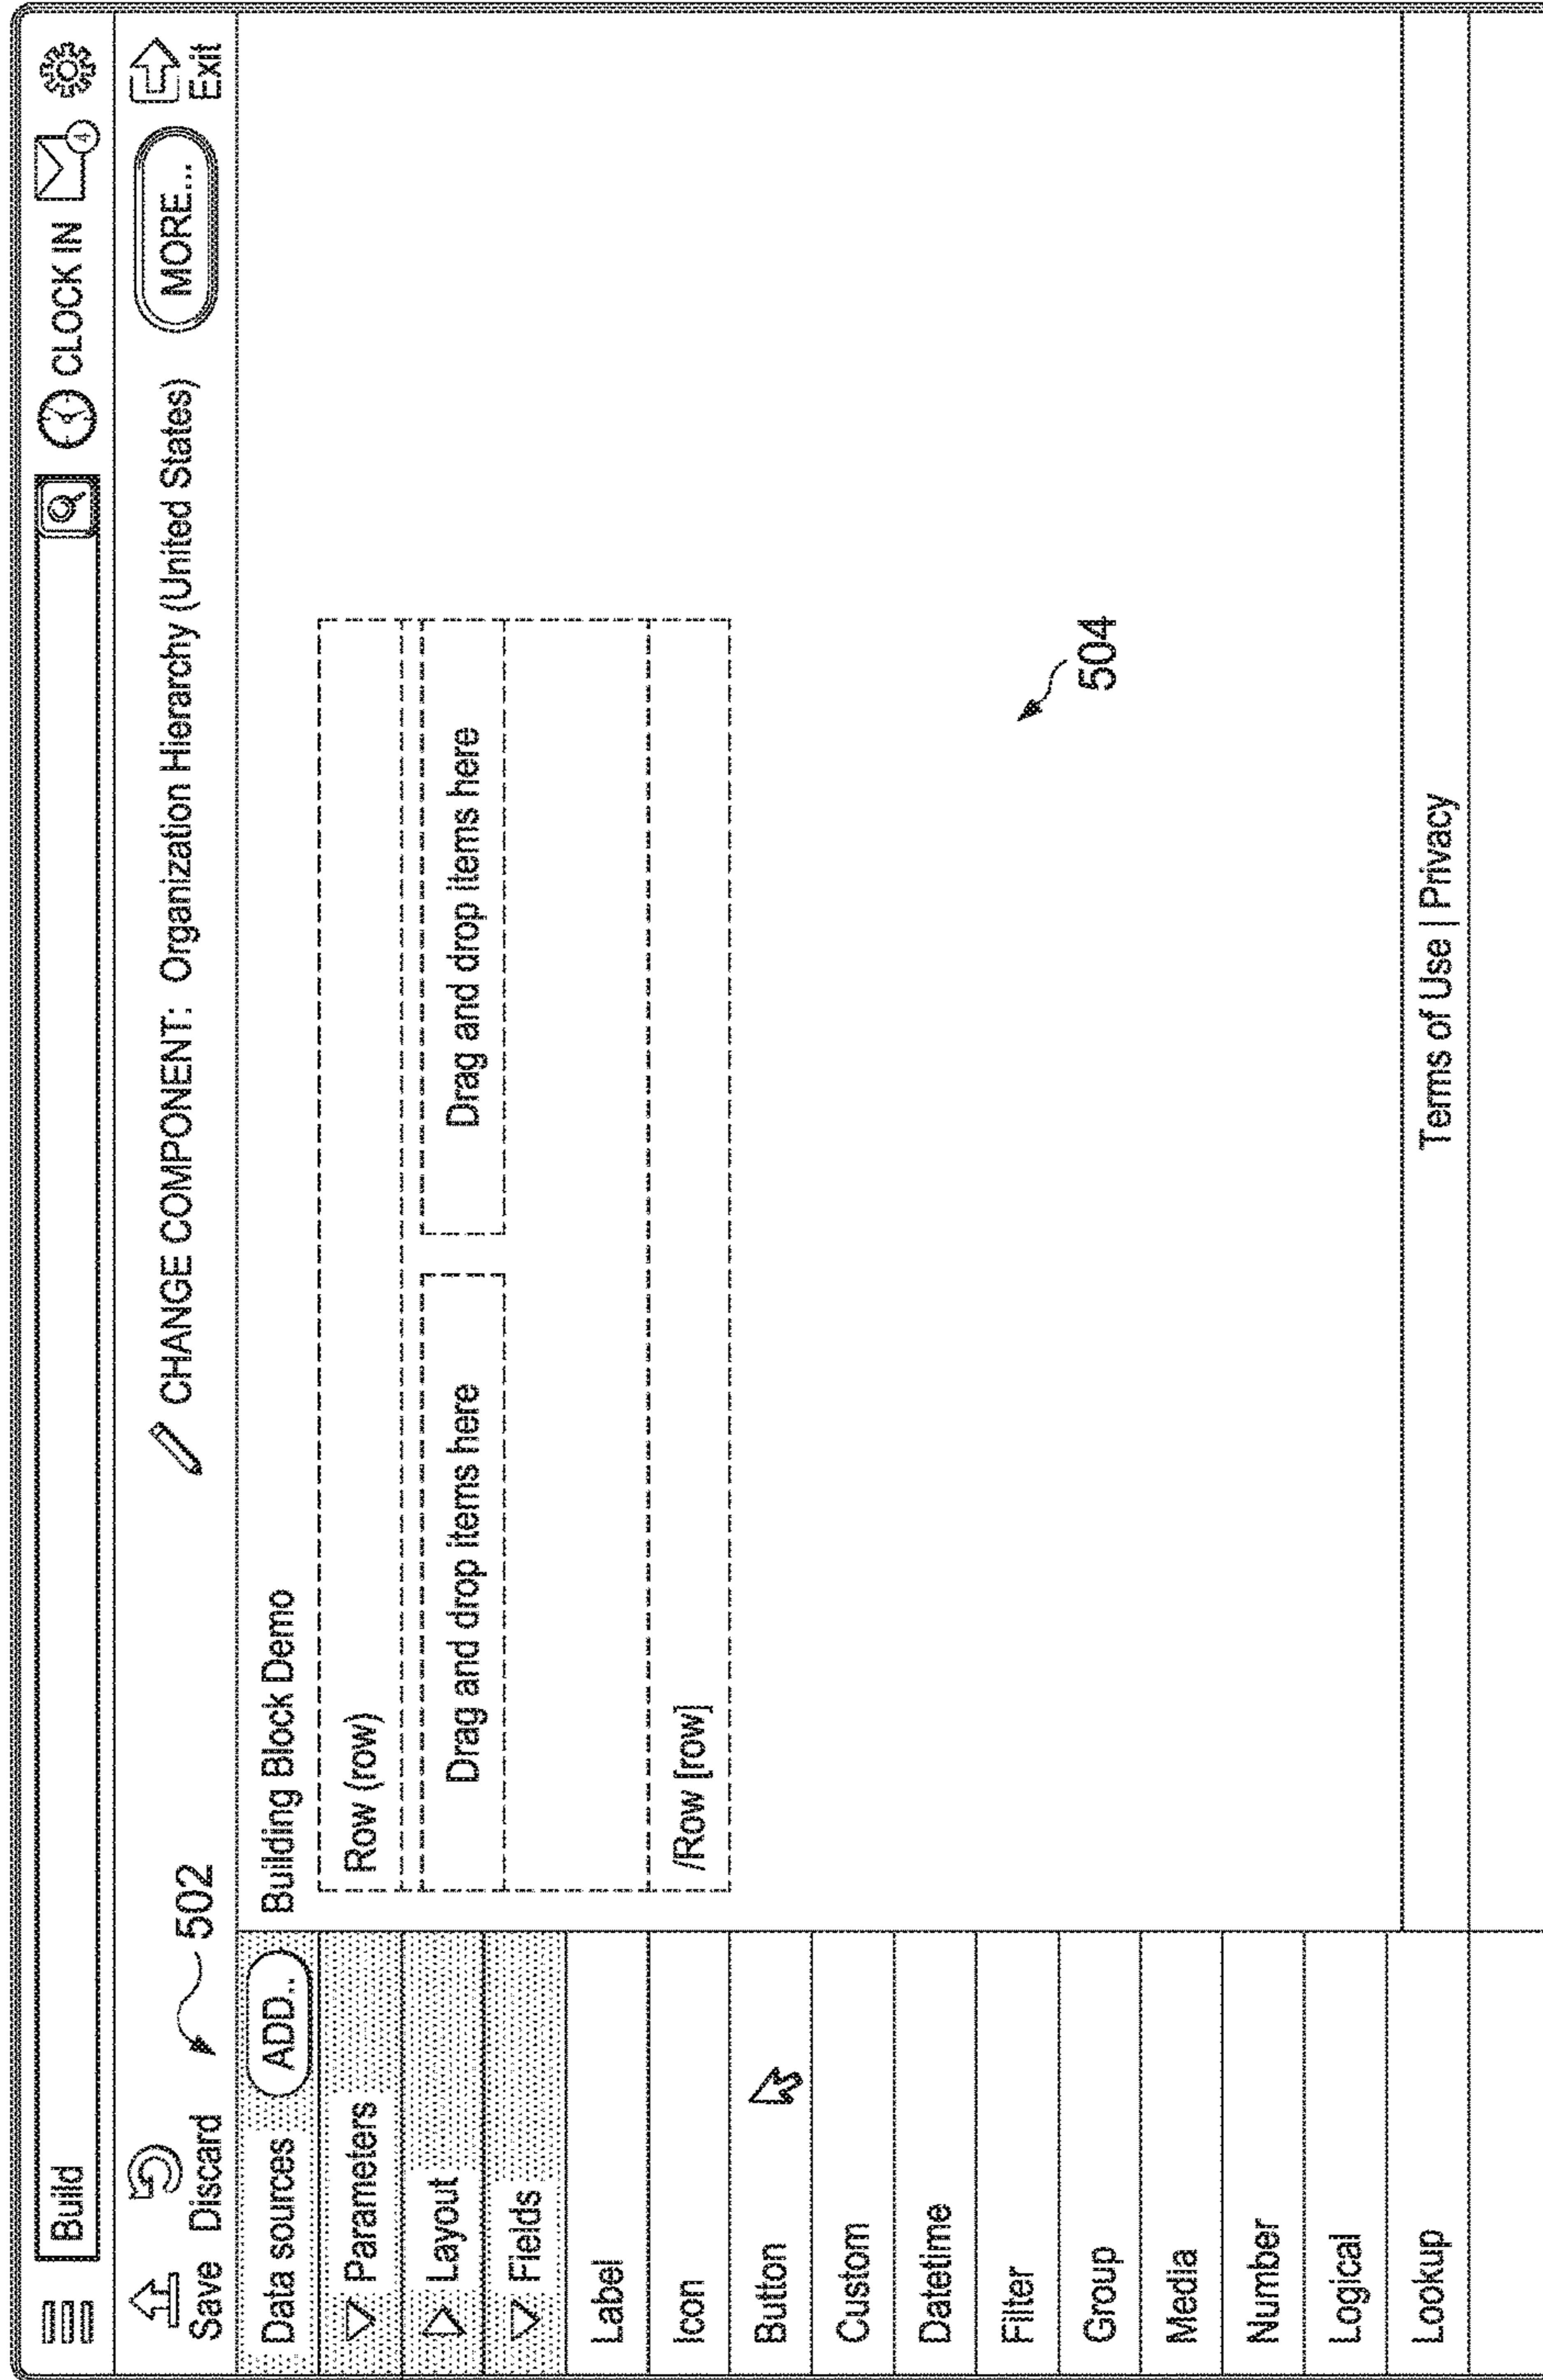 Build
CLOCK IN
4
Save
Discard
502
CHANGE COMPONENT: Organization Hierarchy (United States)
MORE...
Exit
Data sources
ADD..
Building Block Demo
Parameters
Row (row)
Layout
Drag and drop items here
Drag and drop items here
Fields
Label
Icon
/Row [row]
Button
Custom
Datetime
Filter
504
Group
Media
Number
Logical
Lookup
Terms of Use | Privacy